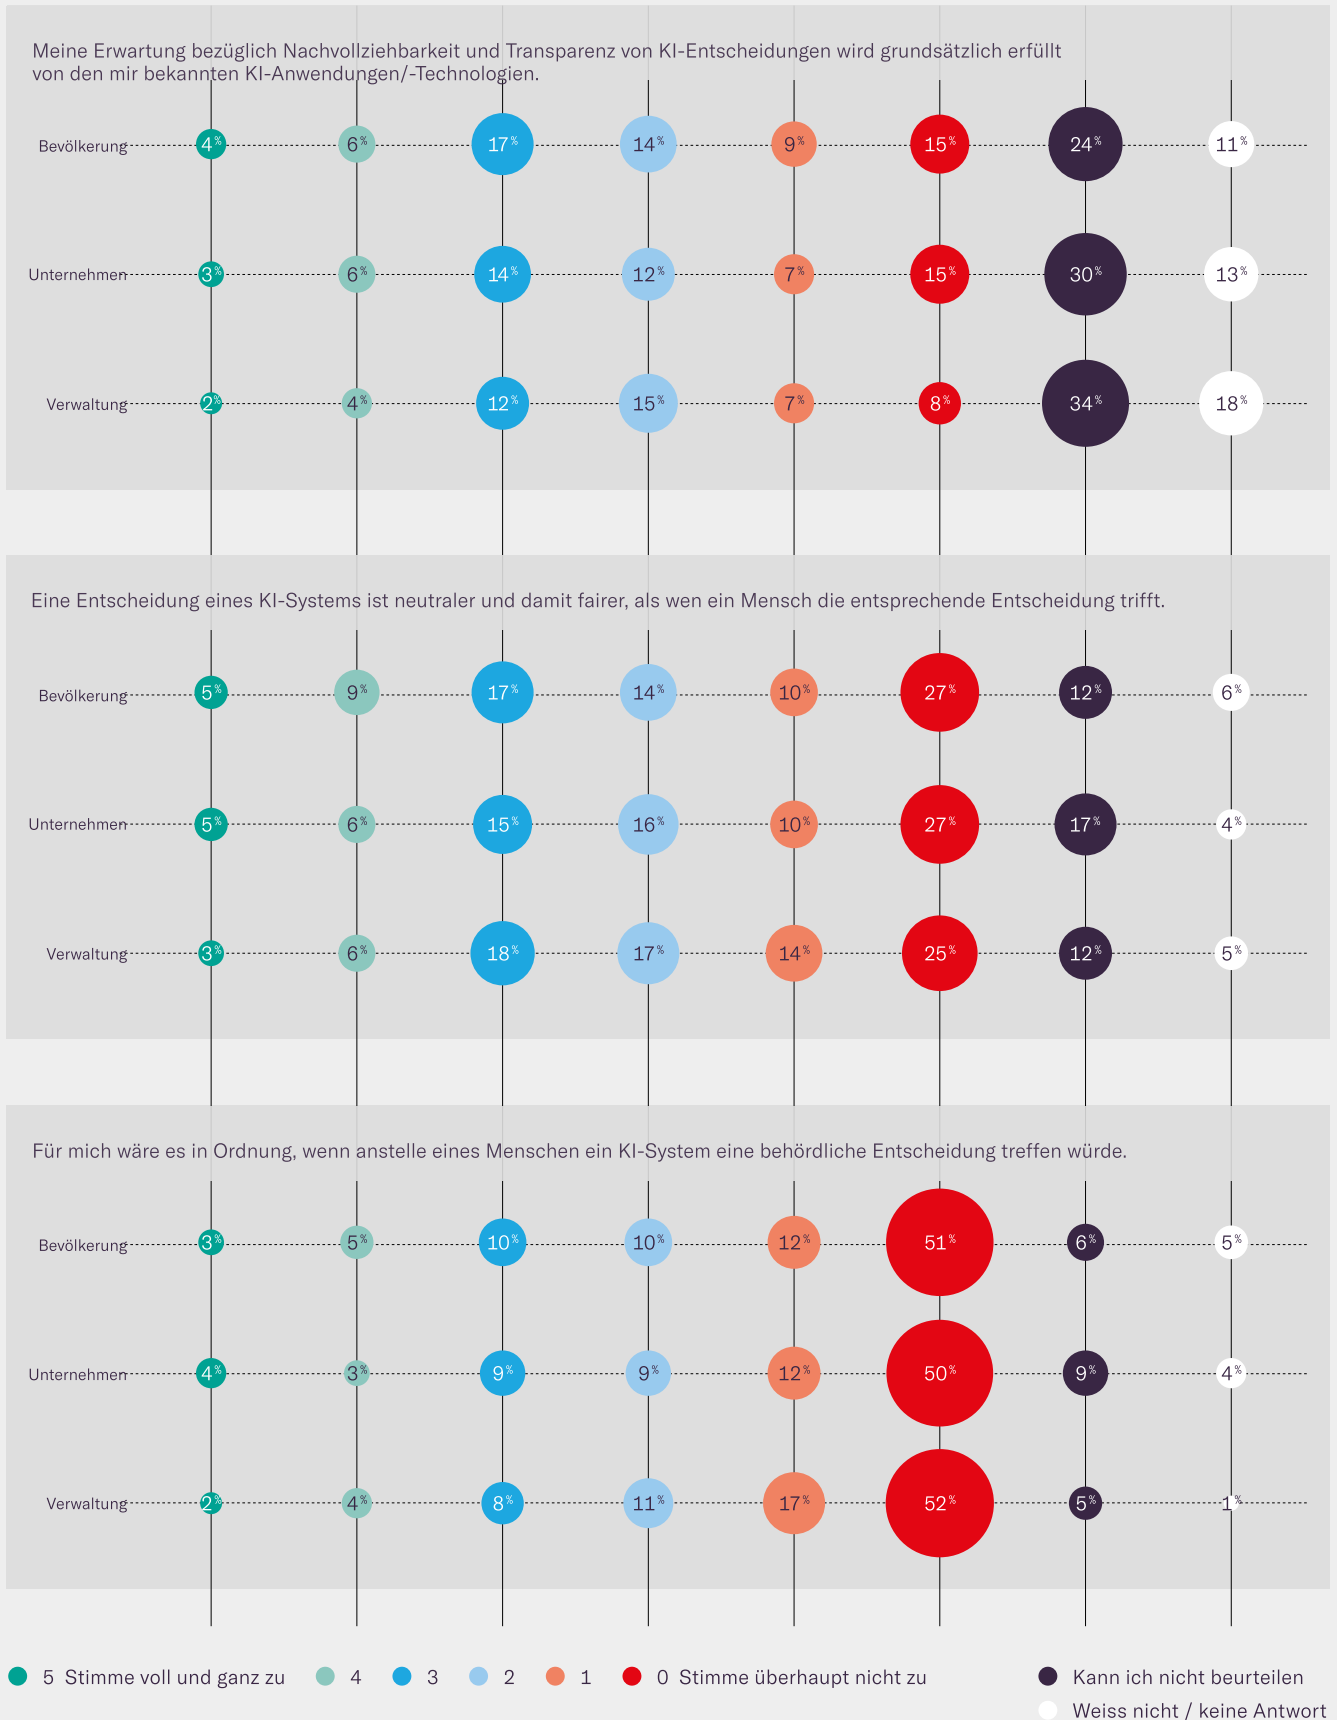 Meine Erwartung bezüglich Nachvollziehbarkeit und Transparenz von KI-Entscheidungen wird grundsätzlich erfüllt
von den mir bekannten KI-Anwendungen/-Technologien.
Bevölkerung 4% 6% 17% 14% 9% 15% 24% 11%
Unternehmen 3% 6% 14% 12% 7% 15% 30% 13%
Verwaltung 2% 4% 12% 15% 7% 8% 34% 18%
Eine Entscheidung eines KI-Systems ist neutraler und damit fairer, als wen ein Mensch die entsprechende Entscheidung trifft.
Bevölkerung 5% 9% 17% 14% 10% 27% 12% 6%
Unternehmen 5% 6% 15% 16% 10% 27% 17% 4%
Verwaltung 3% 6% 18% 17% 14% 25% 12% 5%
Für mich wäre es in Ordnung, wenn anstelle eines Menschen ein KI-System eine behördliche Entscheidung treffen würde.
Bevölkerung 3% 5% 10% 10% 12% 51% 6% 5%
Unternehmen 4% 3% 9% 9% 12% 50% 9% 4%
Verwaltung 2% 4% 8% 11% 17% 52% 5% 1%
5 Stimme voll und ganz zu 4 3 2 1 0 Stimme überhaupt nicht zu Kann ich nicht beurteilen
Weiss nicht / keine Antwort